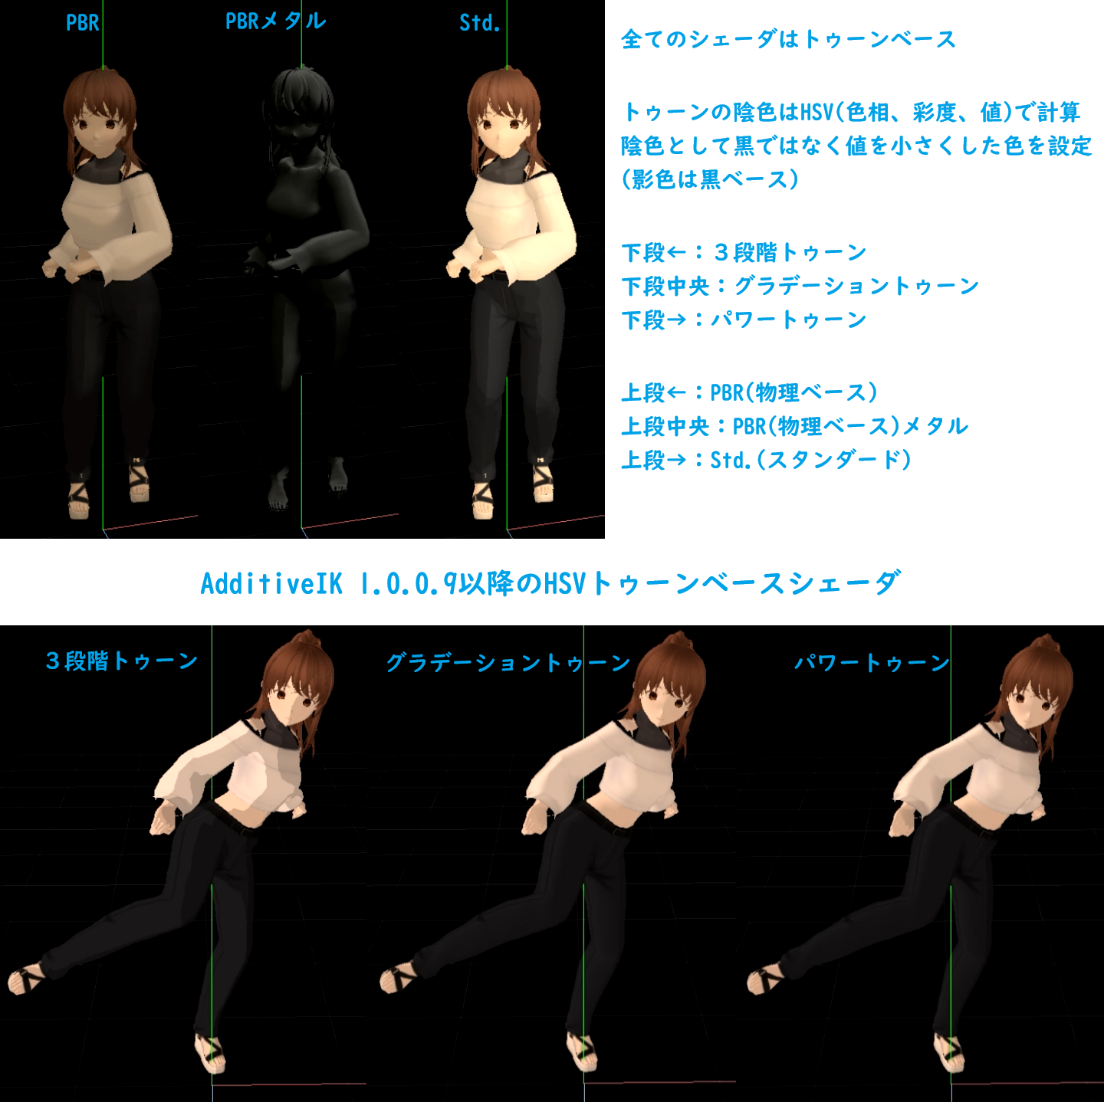 PBR
PBRメタル
Std.
全てのシェーダはトゥーンベース
トゥーンの陰色はHSV(色相、彩度、値)で計算
陰色として黒ではなく値を小さくした色を設定
(影色は黒ベース)
下段←：３段階トゥーン
下段中央：グラデーショントゥーン
下段→：パワートゥーン
上段←：PBR(物理ベース)
上段中央：PBR(物理ベース)メタル
上段→：Std.(スタンダード)
AdditiveIK 1.0.0.9以降のHSVトゥーンベースシェーダ
３段階トゥーン
グラデーショントゥーン
パワートゥーン